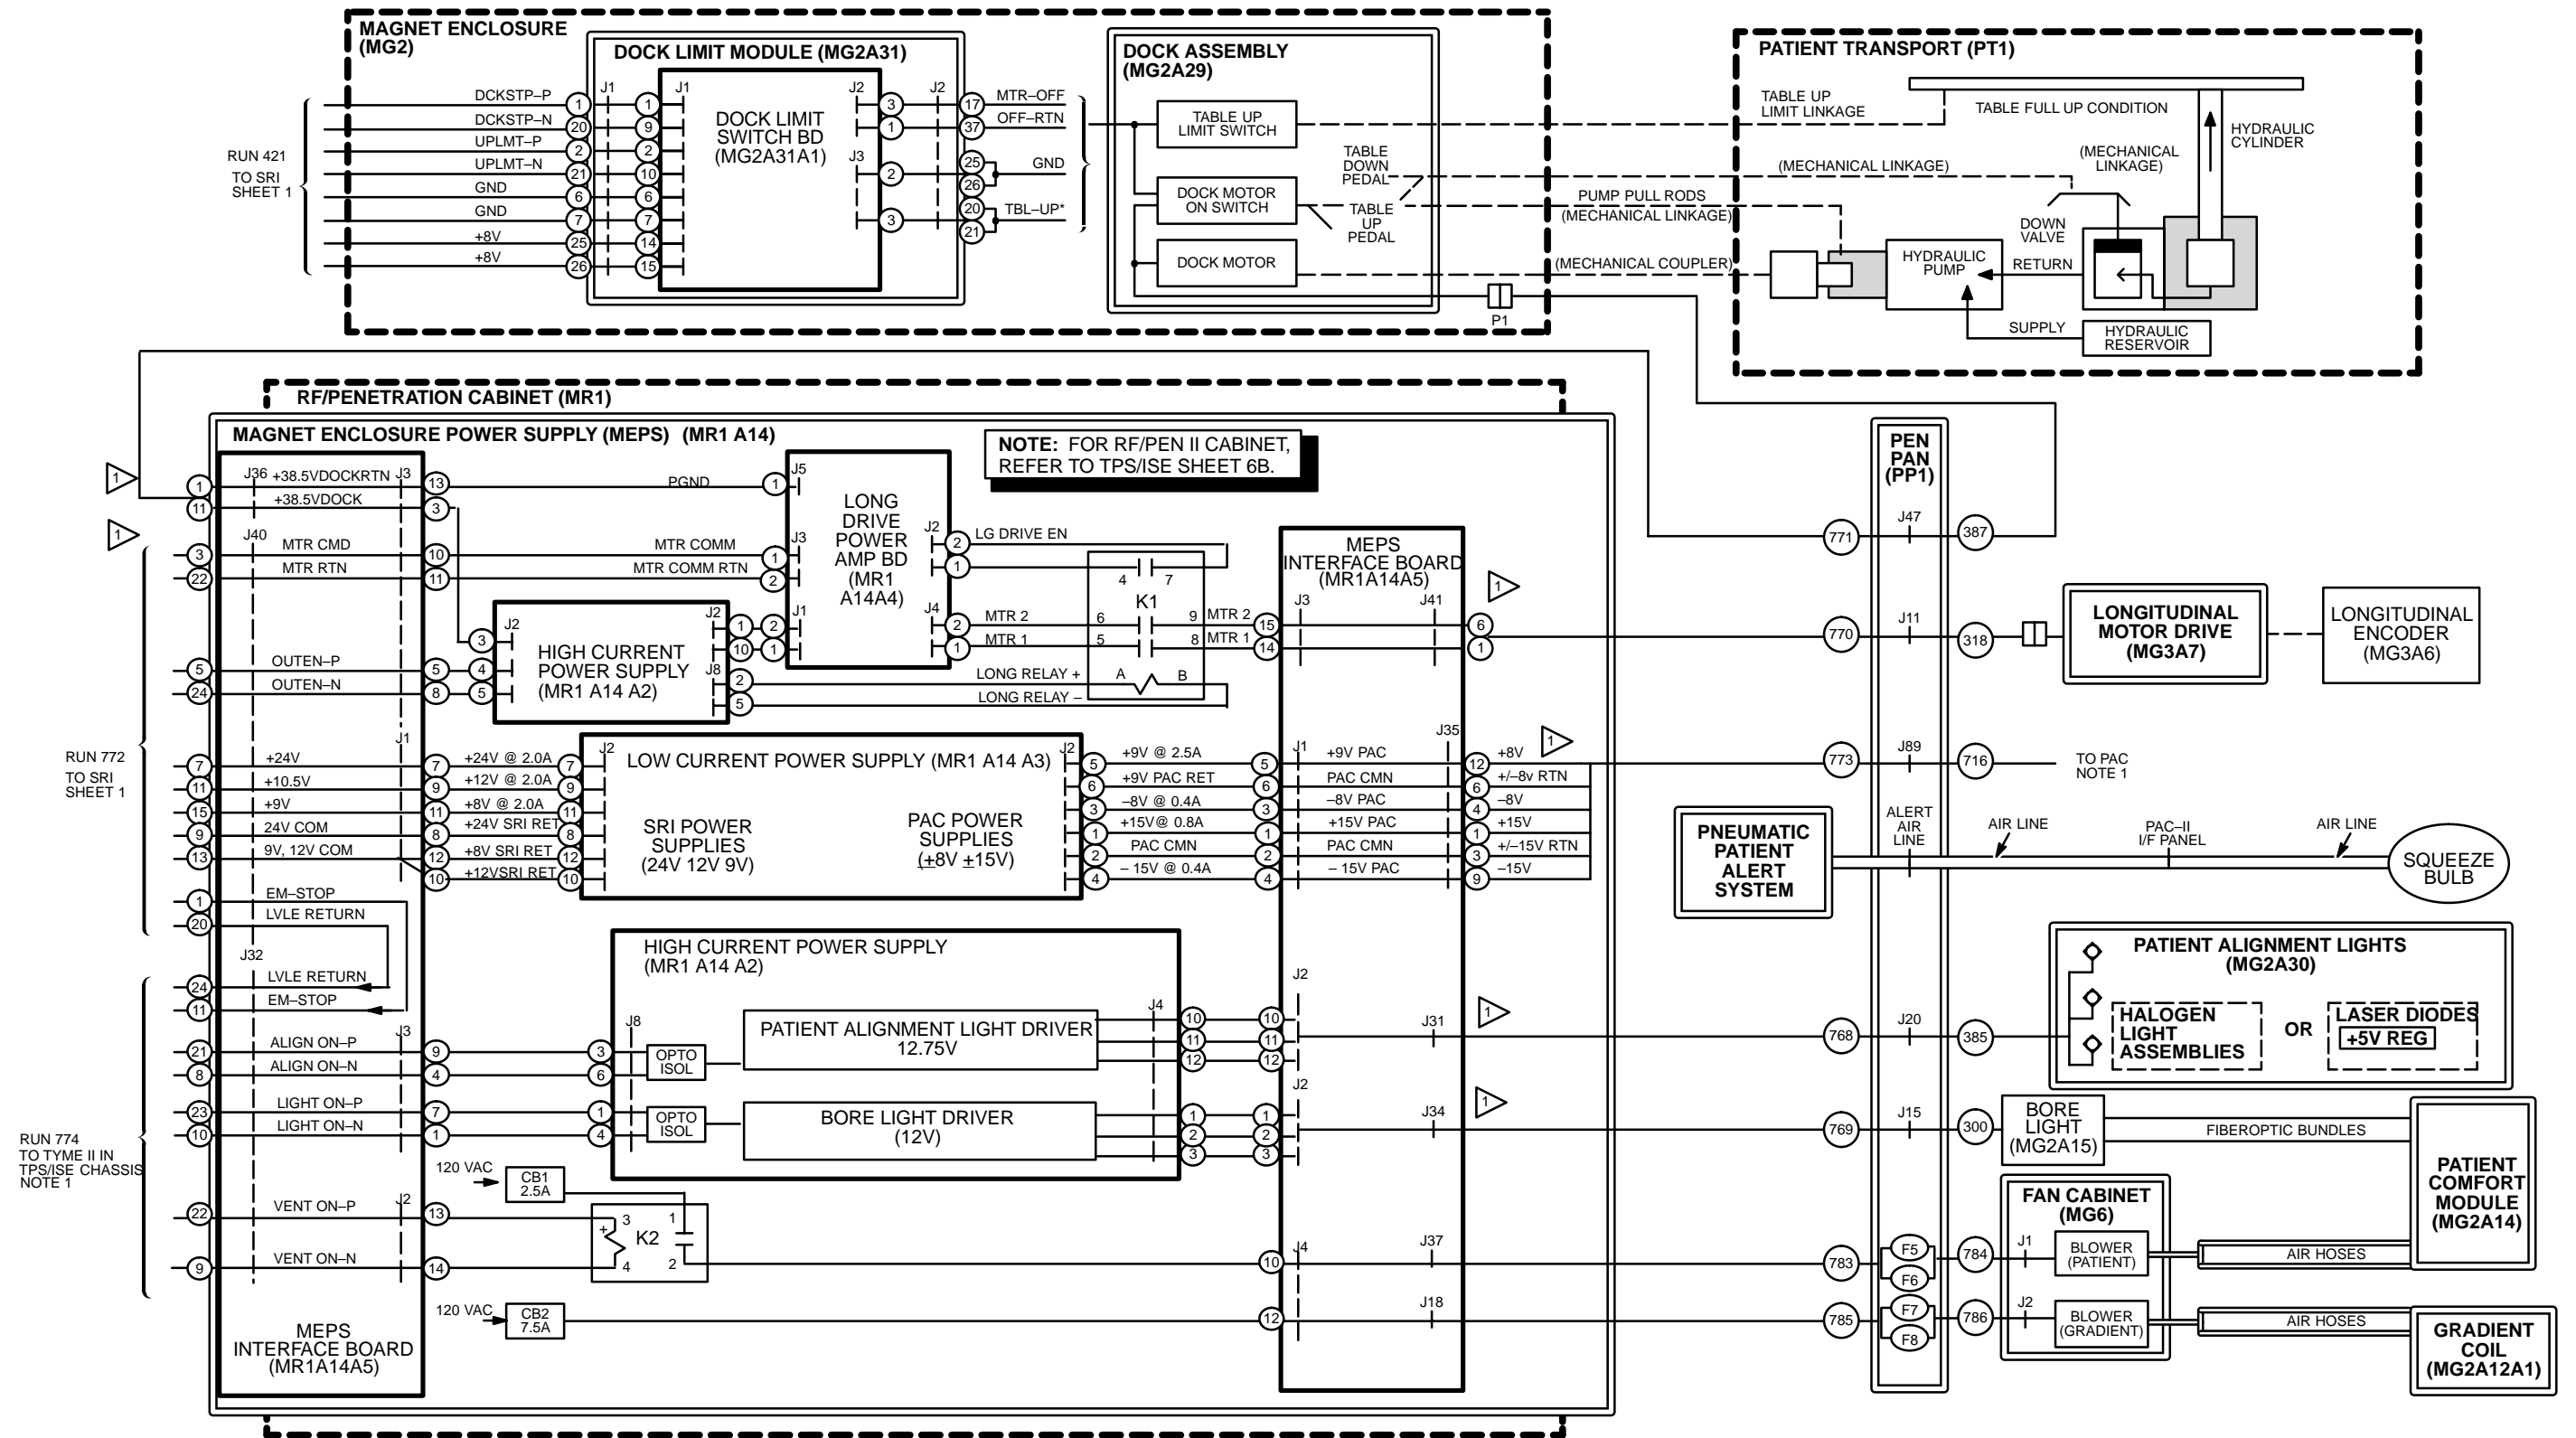 MAGNET ENCLOSURE
(MG2)
DOCK LIMIT MODULE (MG2A31)
RUN 421
TO SRI
SHEET 1
DCKSTP–P
DCKSTP–N
UPLMT–P
UPLMT–N
GND
GND
+8V
+8V
1
20
2
21
6
7
25
26
J1
1
9
2
10
6
7
14
15
J1
DOCK LIMIT
SWITCH BD
(MG2A31A1)
J2
J3
3
1
2
3
J2
17
37
25
26
20
21
MTR–OFF
OFF–RTN
GND
TBL–UP*
DOCK ASSEMBLY
(MG2A29)
TABLE UP
LIMIT SWITCH
DOCK MOTOR
ON SWITCH
DOCK MOTOR
TABLE
DOWN
PEDAL
TABLE
UP
PEDAL
P1
PATIENT TRANSPORT (PT1)
TABLE UP
LIMIT LINKAGE
TABLE FULL UP CONDITION
HYDRAULIC
CYLINDER
(MECHANICAL LINKAGE)
(MECHANICAL
LINKAGE)
PUMP PULL RODS
(MECHANICAL LINKAGE)
DOWN
VALVE
(MECHANICAL COUPLER)
HYDRAULIC
PUMP
RETURN
SUPPLY
HYDRAULIC
RESERVOIR
RF/PENETRATION CABINET (MR1)
MAGNET ENCLOSURE POWER SUPPLY (MEPS) (MR1 A14)
NOTE: FOR RF/PEN II CABINET,
REFER TO TPS/ISE SHEET 6B.
1
1
RUN 772
TO SRI
SHEET 1
RUN 774
TO TYME II IN
TPS/ISE CHASSIS
NOTE 1
1
11
3
22
5
24
7
11
15
9
13
1
20
24
11
21
8
23
10
22
9
J36
+38.5VDOCKRTN
J3
+38.5VDOCK
J40
MTR CMD
MTR RTN
OUTEN–P
OUTEN–N
J1
+24V
+10.5V
+9V
24V COM
9V, 12V COM
EM–STOP
LVLE RETURN
J32
LVLE RETURN
EM–STOP
J3
ALIGN ON–P
ALIGN ON–N
LIGHT ON–P
LIGHT ON–N
J2
VENT ON–P
VENT ON–N
MEPS
INTERFACE BOARD
(MR1A14A5)
13
3
10
11
5
8
7
9
11
8
12
10
9
4
7
1
13
14
PGND
MTR COMM
MTR COMM RTN
1
1
2
J5
J3
J1
LONG
DRIVE
POWER
AMP BD
(MR1
A14A4)
J2
J4
2
1
2
1
LG DRIVE EN
MTR 2
MTR 1
LONG RELAY +
LONG RELAY –
4
7
K1
6
9
5
8
A
B
MTR 2
MTR 1
3
4
5
J2
HIGH CURRENT
POWER SUPPLY
(MR1 A14 A2)
J2
J8
1
10
2
5
2
1
+24V @ 2.0A
+12V @ 2.0A
+8V @ 2.0A
+24V SRI RET
+8V SRI RET
+12VSRI RET
7
9
11
8
12
10
J2
LOW CURRENT POWER SUPPLY (MR1 A14 A3)
J2
SRI POWER
SUPPLIES
(24V 12V 9V)
PAC POWER
SUPPLIES
(±8V ±15V)
5
6
3
1
2
4
+9V @ 2.5A
+9V PAC RET
–8V @ 0.4A
+15V@ 0.8A
PAC CMN
– 15V @ 0.4A
HIGH CURRENT POWER SUPPLY
(MR1 A14 A2)
J8
3
6
1
4
OPTO
ISOL
OPTO
ISOL
PATIENT ALIGNMENT LIGHT DRIVER
12.75V
BORE LIGHT DRIVER
(12V)
J4
10
11
12
1
2
3
120 VAC
CB1
2.5A
3
+
4
K2
1
2
120 VAC
CB2
7.5A
MEPS
INTERFACE BOARD
(MR1A14A5)
J3
J41
15
14
6
1
1
J1
J35
5
6
3
1
2
4
+9V PAC
PAC CMN
–8V PAC
+15V PAC
PAC CMN
– 15V PAC
12
6
4
1
3
9
+8V
+/–8v RTN
–8V
+15V
+/–15V RTN
–15V
1
J2
10
11
12
J31
1
J2
1
2
3
J34
1
J4
10
J37
12
J18
PEN
PAN
(PP1)
771
J47
387
770
J11
318
773
J89
716
TO PAC
NOTE 1
LONGITUDINAL
MOTOR DRIVE
(MG3A7)
LONGITUDINAL
ENCODER
(MG3A6)
PNEUMATIC
PATIENT
ALERT
SYSTEM
ALERT
AIR
LINE
AIR LINE
PAC–II
I/F PANEL
AIR LINE
SQUEEZE
BULB
768
J20
385
PATIENT ALIGNMENT LIGHTS
(MG2A30)
HALOGEN
LIGHT
ASSEMBLIES
OR
LASER DIODES
+5V REG
769
J15
300
BORE
LIGHT
(MG2A15)
FIBEROPTIC BUNDLES
PATIENT
COMFORT
MODULE
(MG2A14)
FAN CABINET
(MG6)
783
F5
F6
784
J1
BLOWER
(PATIENT)
AIR HOSES
785
F7
F8
786
J2
BLOWER
(GRADIENT)
AIR HOSES
GRADIENT
COIL
(MG2A12A1)